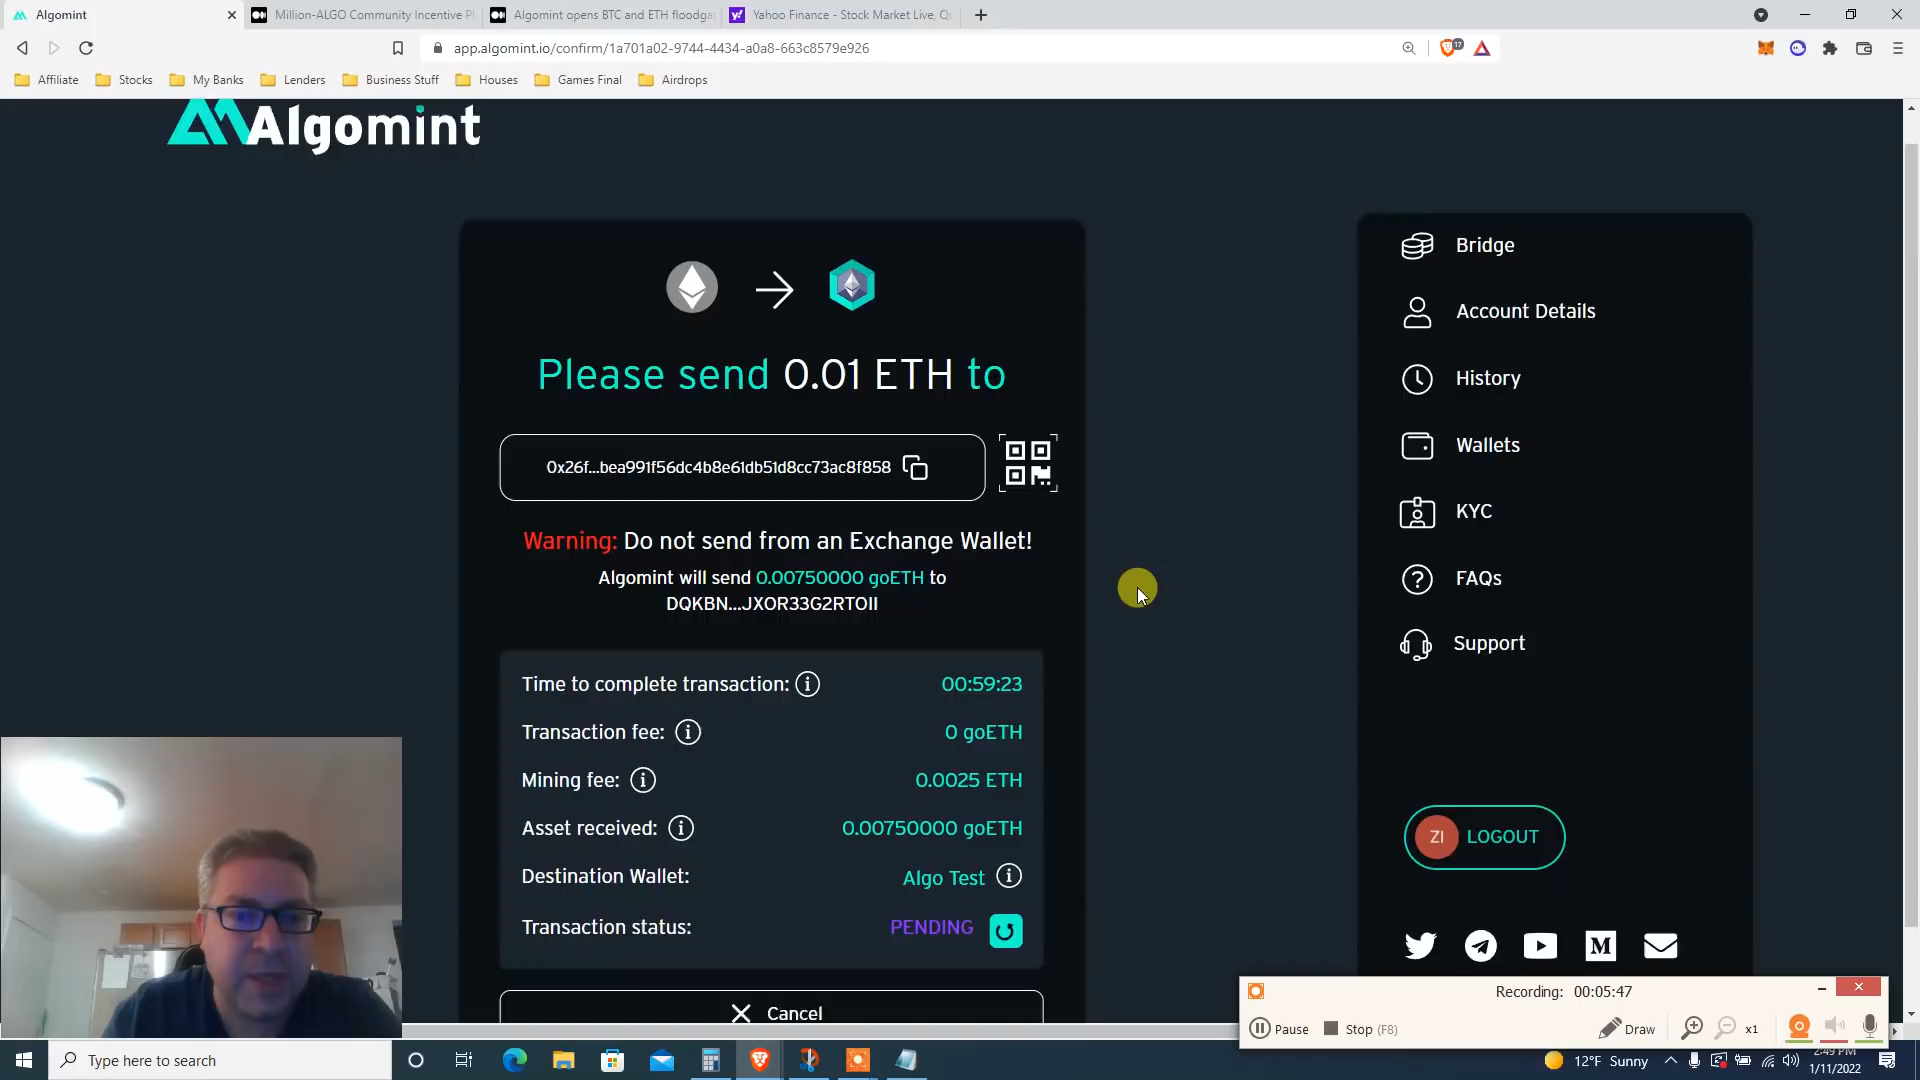 Algomint
Million-ALGO Community Incentive P
Algomint opens BTC and ETH floodga
Yahoo Finance - Stock Market Live, Q
app.algomint.io/confirm/1a701a02-9744-4434-a0a8-663c8579e926
17
Affiliate
Stocks
My Banks
Lenders
Business Stuff
Houses
Games Final
Airdrops
Algomint
Please send 0.01 ETH to
0x26f...bea991f56dc4b8e61db51d8cc73ac8f858
Warning: Do not send from an Exchange Wallet!
Algomint will send 0.00750000 goETH to
DQKBN...JXOR33G2RTOII
Time to complete transaction: 00:59:23
Transaction fee: 0 goETH
Mining fee: 0.0025 ETH
Asset received: 0.00750000 goETH
Destination Wallet: Algo Test
Transaction status: PENDING
Cancel
Bridge
Account Details
History
Wallets
KYC
FAQs
Support
ZI LOGOUT
Recording: 00:05:47
Pause
Stop (F8)
Draw
x1
Type here to search
12°F Sunny
2:49 PM
1/11/2022